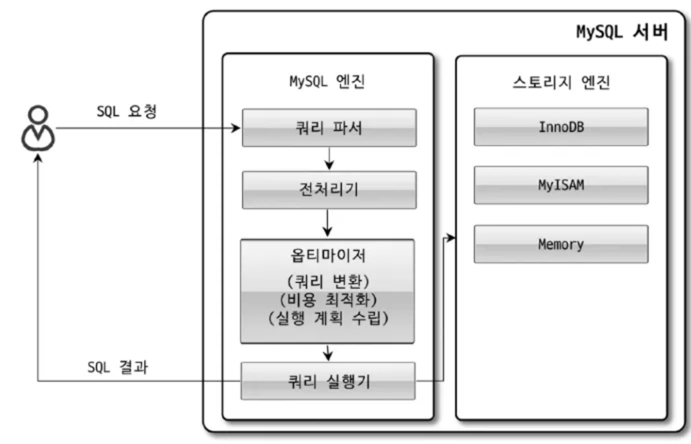 MySQL 서버
MySQL 엔진
스토리지 엔진
SQL 요청
쿼리 파서
InnoDB
전처리기
MyISAM
옵티마이저
(쿼리 변환)
(비용 최적화)
(실행 계획 수립)
Memory
SQL 결과
쿼리 실행기